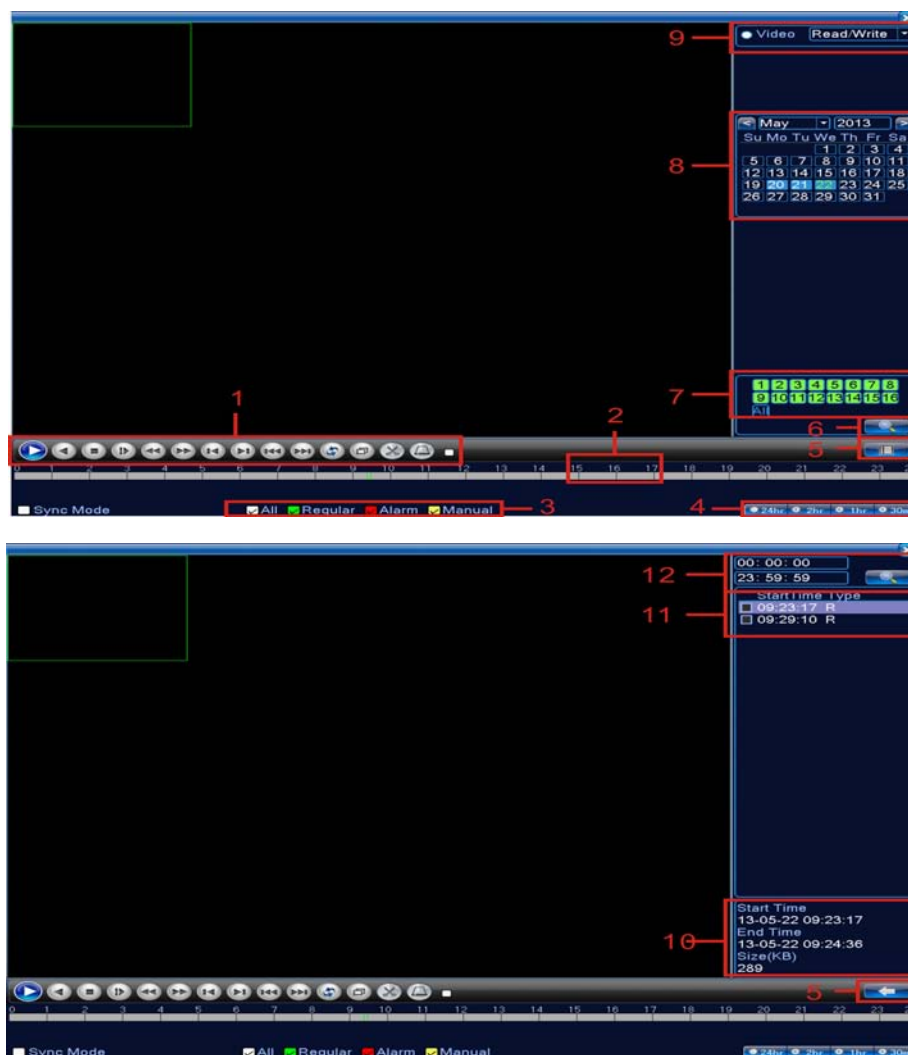 9
Video Read/Write
May 2013
Su Mo Tu We Th Fr Sa
1 2 3 4
5 6 7 8 9 10 11
12 13 14 15 16 17 18
19 20 21 22 23 24 25
26 27 28 29 30 31
8
1 2 3 4 5 6 7 8
9 10 11 12 13 14 15 16
All
7
1
2
6
5
0 1 2 3 4 5 6 7 8 9 10 11 12 13 14 15 16 17 18 19 20 21 22 23
Sync Mode All Regular Alarm Manual 3
4 24hr 2hr 1hr 30m
00: 00: 00
23: 59: 59
12
StartTime Type
09:23:17 R
09:29:10 R
11
Start Time
13-05-22 09:23:17
End Time
13-05-22 09:24:36
Size(KB)
289
10
5
0 1 2 3 4 5 6 7 8 9 10 11 12 13 14 15 16 17 18 19 20 21 22 23
Sync Mode All Regular Alarm Manual
24hr 2hr 1hr 30m